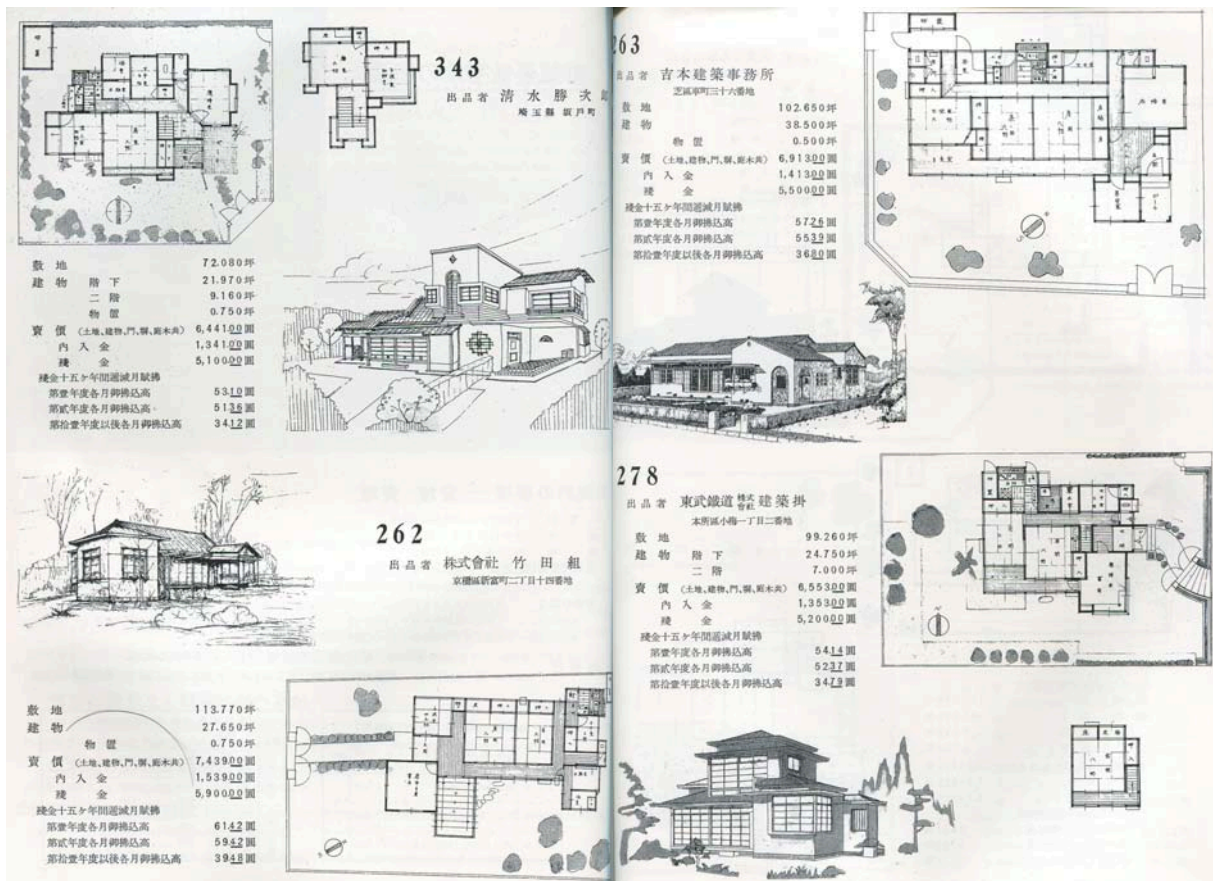 343
出品者 清水勝次
埼玉縣 坂戸町
敷地 72.080坪
建物 階下 21.970坪
二階 9.160坪
物置 0.750坪
賣價 (土地、建物、門、塀、庭木共) 6,441.00圓
内入金 1,341.00圓
殘金 5,100.00圓
殘金十五ヶ年間遞減月賦拂
第壹年度各月御拂込高 53.10圓
第貳年度各月御拂込高 51.36圓
第拾壹年度以後各月御拂込高 34.12圓
262
出品者 株式會社 竹田組
京橋區新富町二丁目十四番地
敷地 113.770坪
建物 27.650坪
物置 0.750坪
賣價 (土地、建物、門、塀、庭木共) 7,439.00圓
内入金 1,539.00圓
殘金 5,900.00圓
殘金十五ヶ年間遞減月賦拂
第壹年度各月御拂込高 61.42圓
第貳年度各月御拂込高 59.42圓
第拾壹年度以後各月御拂込高 39.48圓
263
出品者 吉本建築事務所
芝區町三十六番地
敷地 102.650坪
建物 38.500坪
物置 0.500坪
賣價 (土地、建物、門、塀、庭木共) 6,913.00圓
内入金 1,413.00圓
殘金 5,500.00圓
殘金十五ヶ年間遞減月賦拂
第壹年度各月御拂込高 57.26圓
第貳年度各月御拂込高 55.39圓
第拾壹年度以後各月御拂込高 36.80圓
278
出品者 東武鐵道株式會社建築掛
本所區小梅一丁目二番地
敷地 99.260坪
建物 階下 24.750坪
二階 7.000坪
賣價 (土地、建物、門、塀、庭木共) 6,553.00圓
内入金 1,353.00圓
殘金 5,200.00圓
殘金十五ヶ年間遞減月賦拂
第壹年度各月御拂込高 54.14圓
第貳年度各月御拂込高 52.37圓
第拾壹年度以後各月御拂込高 34.79圓